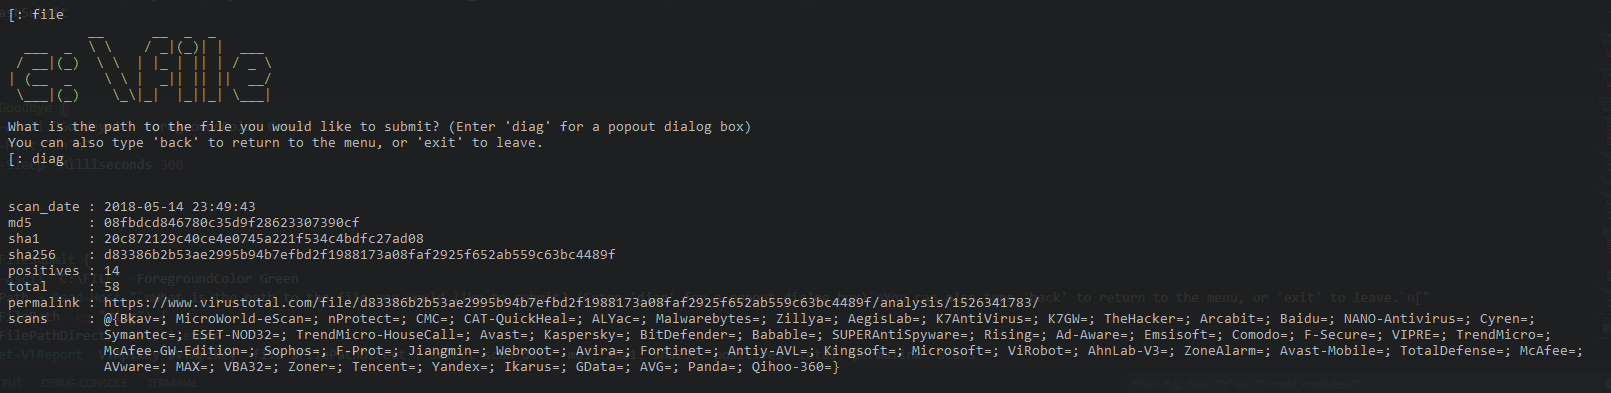 [: file
c:\file
What is the path to the file you would like to submit? (Enter 'diag' for a popout dialog box)
You can also type 'back' to return to the menu, or 'exit' to leave.
[: diag
scan_date : 2018-05-14 23:49:43
md5 : 08fbdcd846780c35d9f28623307390cf
sha1 : 20c872129c40ce4e0745a221f534c4bdfc27ad08
sha256 : d83386b2b53ae2995b94b7efbd2f1988173a08faf2925f652ab559c63bc4489f
positives : 14
total : 58
permalink : https://www.virustotal.com/file/d83386b2b53ae2995b94b7efbd2f1988173a08faf2925f652ab559c63bc4489f/analysis/1526341783/
scans : @{Bkav=; MicroWorld-eScan=; nProtect=; CMC=; CAT-QuickHeal=; ALYac=; Malwarebytes=; Zillya=; AegisLab=; K7AntiVirus=; K7GW=; TheHacker=; Arcabit=; Baidu=; NANO-Antivirus=; Cyren=;
Symantec=; ESET-NOD32=; TrendMicro-HouseCall=; Avast=; Kaspersky=; BitDefender=; Babable=; SUPERAntiSpyware=; Rising=; Ad-Aware=; Emsisoft=; Comodo=; F-Secure=; VIPRE=; TrendMicro=;
McAfee-GW-Edition=; Sophos=; F-Prot=; Jiangmin=; Webroot=; Avira=; Fortinet=; Antiy-AVL=; Kingsoft=; Microsoft=; ViRobot=; AhnLab-V3=; ZoneAlarm=; Avast-Mobile=; TotalDefense=; McAfee=;
AVware=; MAX=; VBA32=; Zoner=; Tencent=; Yandex=; Ikarus=; GData=; AVG=; Panda=; Qihoo-360=}